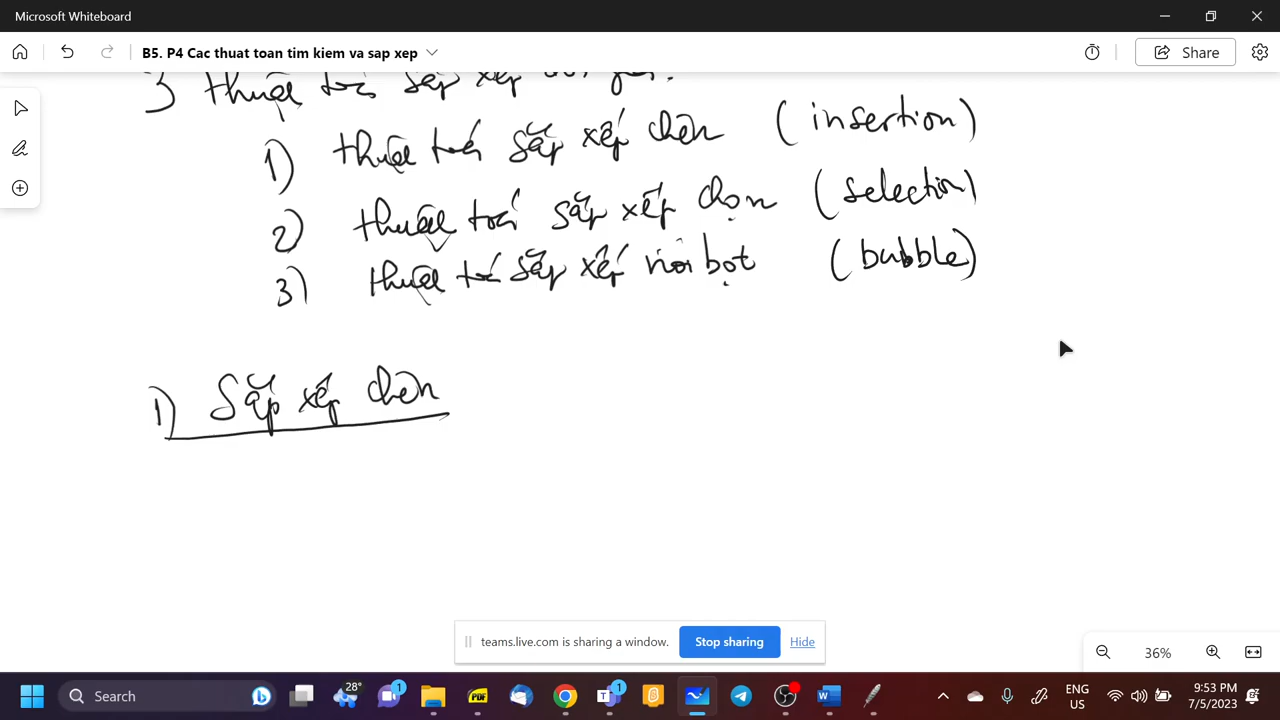 Microsoft Whiteboard
B5. P4 Cac thuat toan tim kiem va sap xep
Share
3 thuật toán sắp xếp
1) thuật toán sắp xếp chèn (insertion)
2) thuật toán sắp xếp chọn (selection)
3) thuật toán sắp xếp nổi bọt (bubble)
1) Sắp xếp chèn
teams.live.com is sharing a window.
Stop sharing
Hide
36%
Search
28°
1
1
ENG
US
9:53 PM
7/5/2023